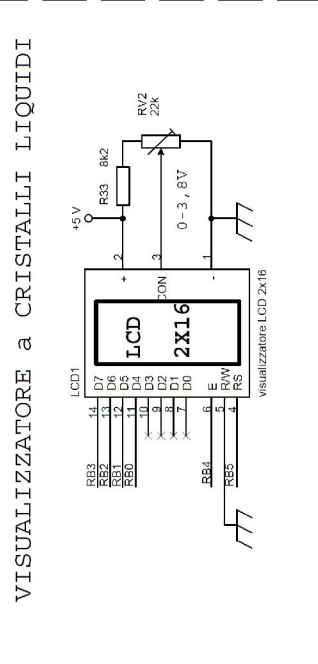 VISUALIZZATORE a CRISTALLI LIQUIDI
LCD1
RB3 14 D7
RB2 13 D6
RB1 12 D5
RB0 11 D4
10 D3
9 D2
8 D1
7 D0
RB4 6 E
5 R/W
RB5 4 RS
LCD
2X16
+ 2
CON 3
- 1
+5 V
R33 8k2
RV2
22k
0-3,8V
visualizzatore LCD 2x16